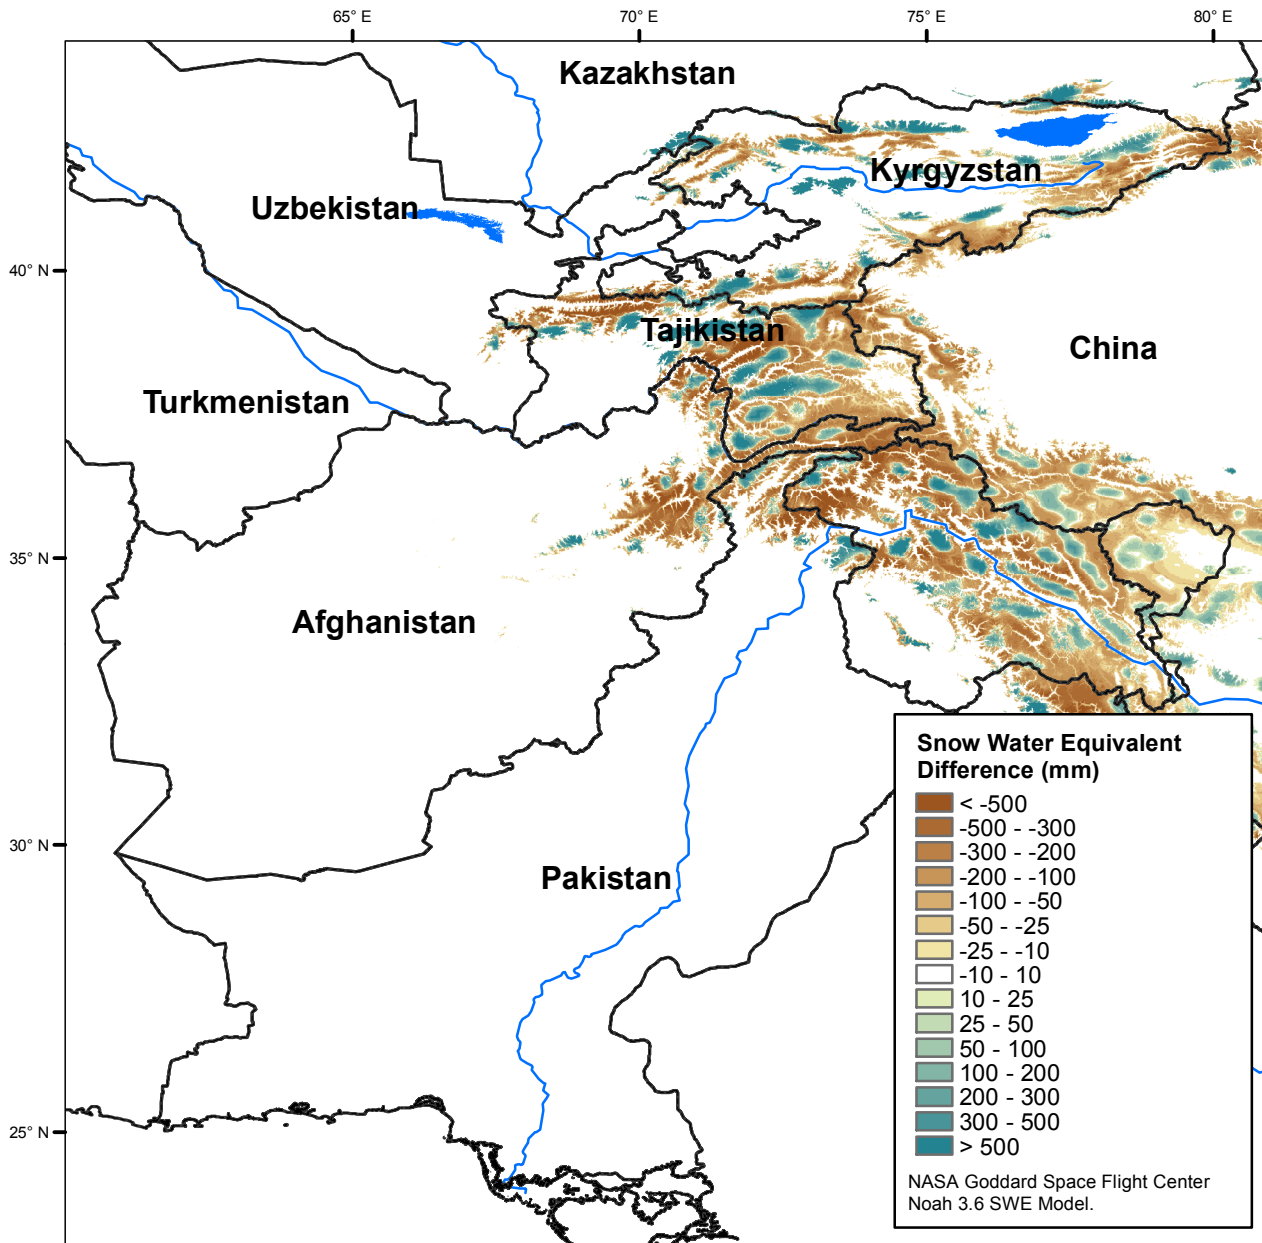 65° E
70° E
75° E
80° E
Kazakhstan
Kyrgyzstan
Uzbekistan
40° N
Tajikistan
China
Turkmenistan
35° N
Afghanistan
30° N
Pakistan
25° N
Snow Water Equivalent
Difference (mm)
< -500
-500 - -300
-300 - -200
-200 - -100
-100 - -50
-50 - -25
-25 - -10
-10 - 10
10 - 25
25 - 50
50 - 100
100 - 200
200 - 300
300 - 500
> 500
NASA Goddard Space Flight Center
Noah 3.6 SWE Model.